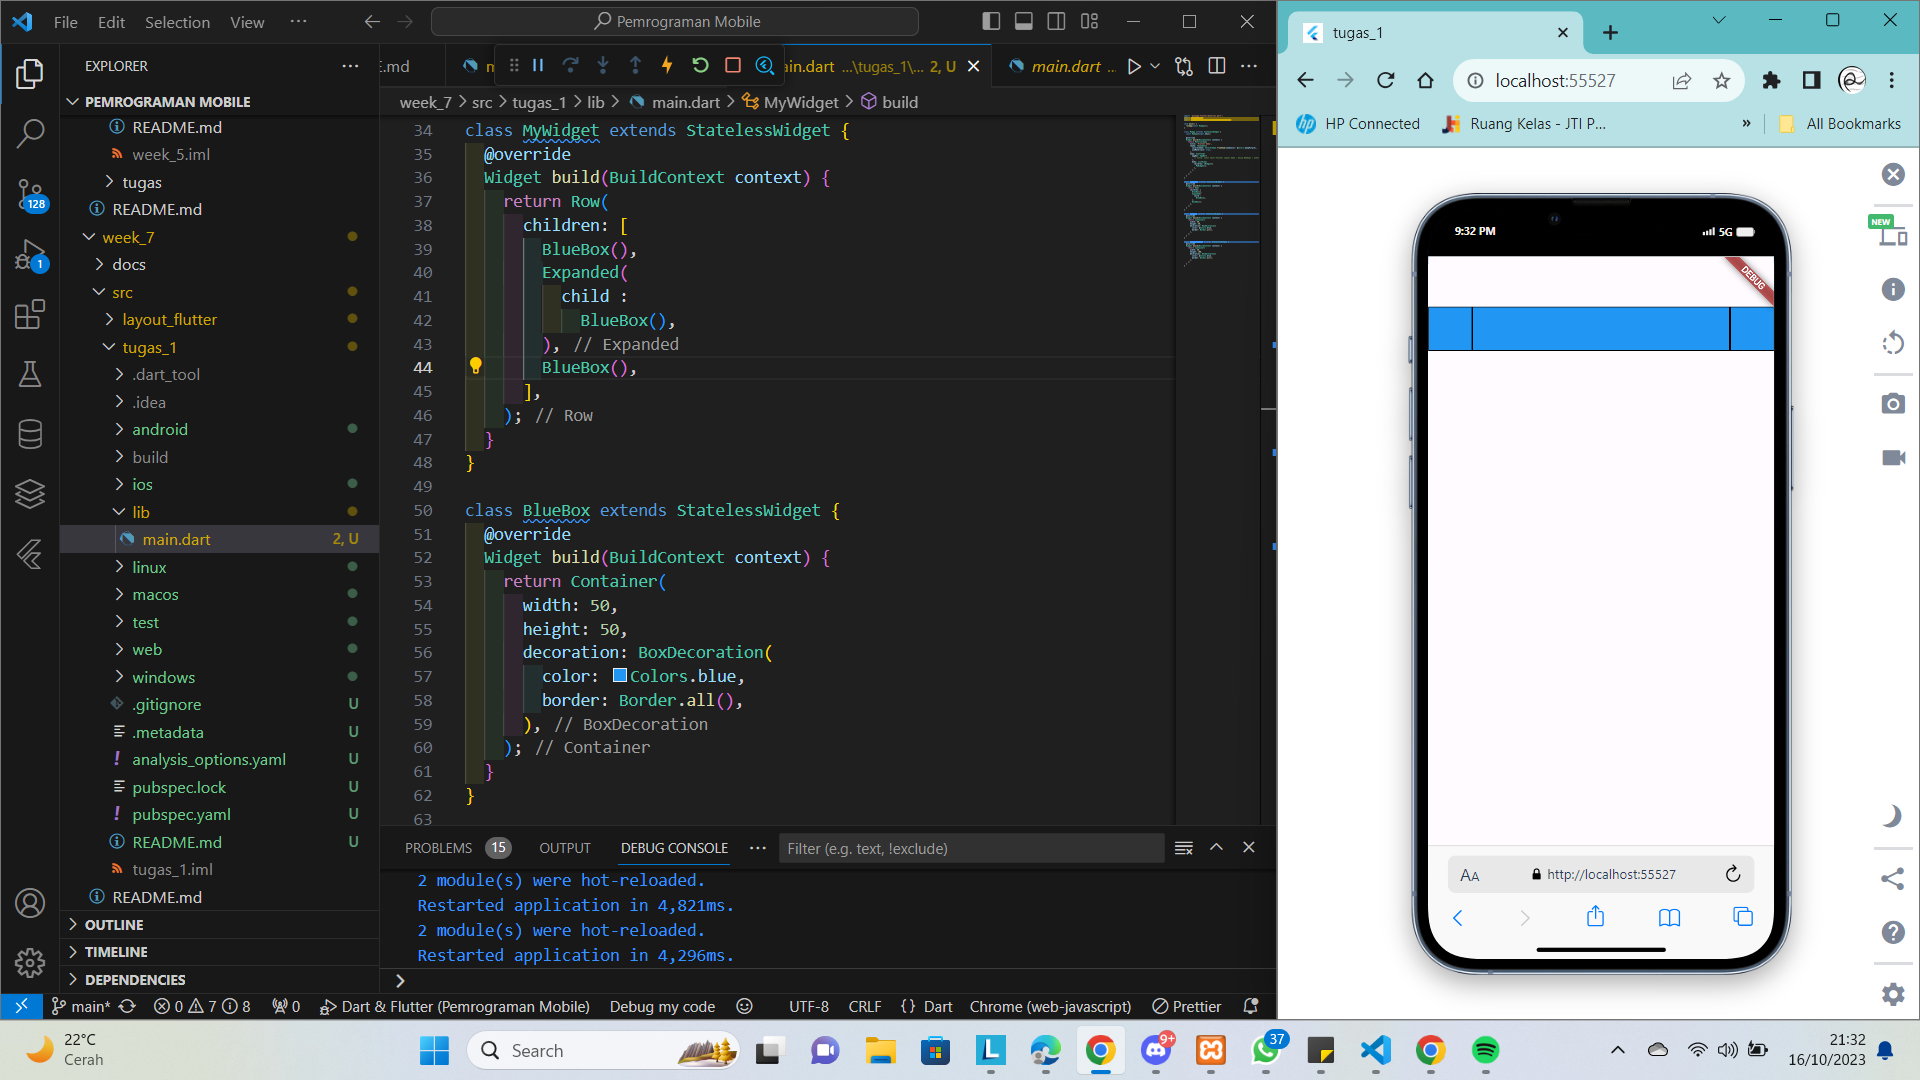 File Edit Selection View ··· Pemrograman Mobile
EXPLORER
PEMROGRAMAN MOBILE
README.md
week_5.iml
tugas
README.md
week_7
docs
src
layout_flutter
tugas_1
.dart_tool
.idea
android
build
ios
lib
main.dart 2, U
linux
macos
test
web
windows
.gitignore U
.metadata U
analysis_options.yaml U
pubspec.lock U
pubspec.yaml U
README.md U
tugas_1.iml
README.md
OUTLINE
TIMELINE
DEPENDENCIES
128
1
.md
ain.dart ...\tugas_1\... 2, U
main.dart ...
week_7 > src > tugas_1 > lib > main.dart > MyWidget > build
34 class MyWidget extends StatelessWidget {
35 @override
36 Widget build(BuildContext context) {
37 return Row(
38 children: [
39 BlueBox(),
40 Expanded(
41 child :
42 BlueBox(),
43 ), // Expanded
44 BlueBox(),
45 ],
46 ); // Row
47 }
48 }
49
50 class BlueBox extends StatelessWidget {
51 @override
52 Widget build(BuildContext context) {
53 return Container(
54 width: 50,
55 height: 50,
56 decoration: BoxDecoration(
57 color: Colors.blue,
58 border: Border.all(),
59 ), // BoxDecoration
60 ); // Container
61 }
62 }
63
PROBLEMS 15 OUTPUT DEBUG CONSOLE ··· Filter (e.g. text, !exclude)
2 module(s) were hot-reloaded.
Restarted application in 4,821ms.
2 module(s) were hot-reloaded.
Restarted application in 4,296ms.
main* 0 7 8 0 Dart & Flutter (Pemrograman Mobile) Debug my code UTF-8 CRLF {} Dart Chrome (web-javascript) Prettier
tugas_1
localhost:55527
HP Connected Ruang Kelas - JTI P... » All Bookmarks
NEW
9:32 PM 5G
DEBUG
AA http://localhost:55527
22°C
Cerah
Search
9+
37
21:32
16/10/2023